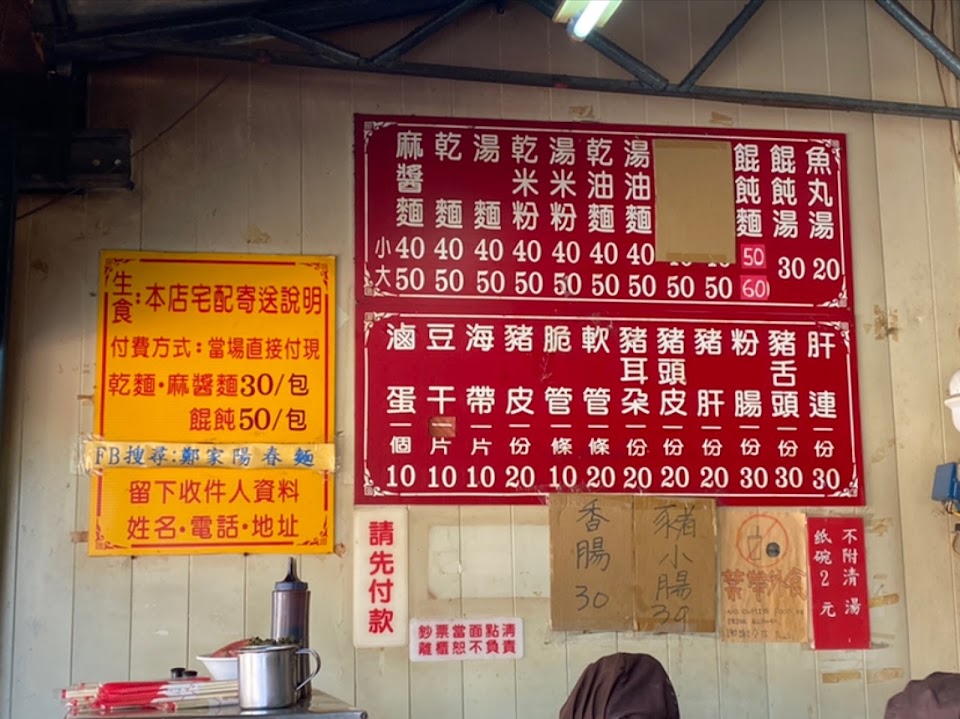 生食:本店宅配寄送說明
付費方式:當場直接付現
乾麵・麻醬麵30/包
餛飩50/包
FB搜尋:鄭家陽春麵
留下收件人資料
姓名・電話・地址
麻醬麵 小40 大50
乾麵 40 50
湯麵 40 50
乾米粉 40 50
湯米粉 40 50
乾油麵 40 50
湯油麵 40 50
50
50
餛飩麵 50 60
餛飩湯 30
魚丸湯 20
滷蛋 一個 10
豆干 片 10
海帶 一片 10
豬皮 一份 20
脆管 一條 10
軟管 一條 20
豬耳朵 一份 20
豬頭皮 一份 20
豬肝 一份 20
粉腸 一份 30
豬舌頭 一份 30
肝連 一份 30
請先付款
鈔票當面點清
離櫃恕不負責
香腸 30
豬小腸 30
禁帶外食
不附清湯
紙碗2元